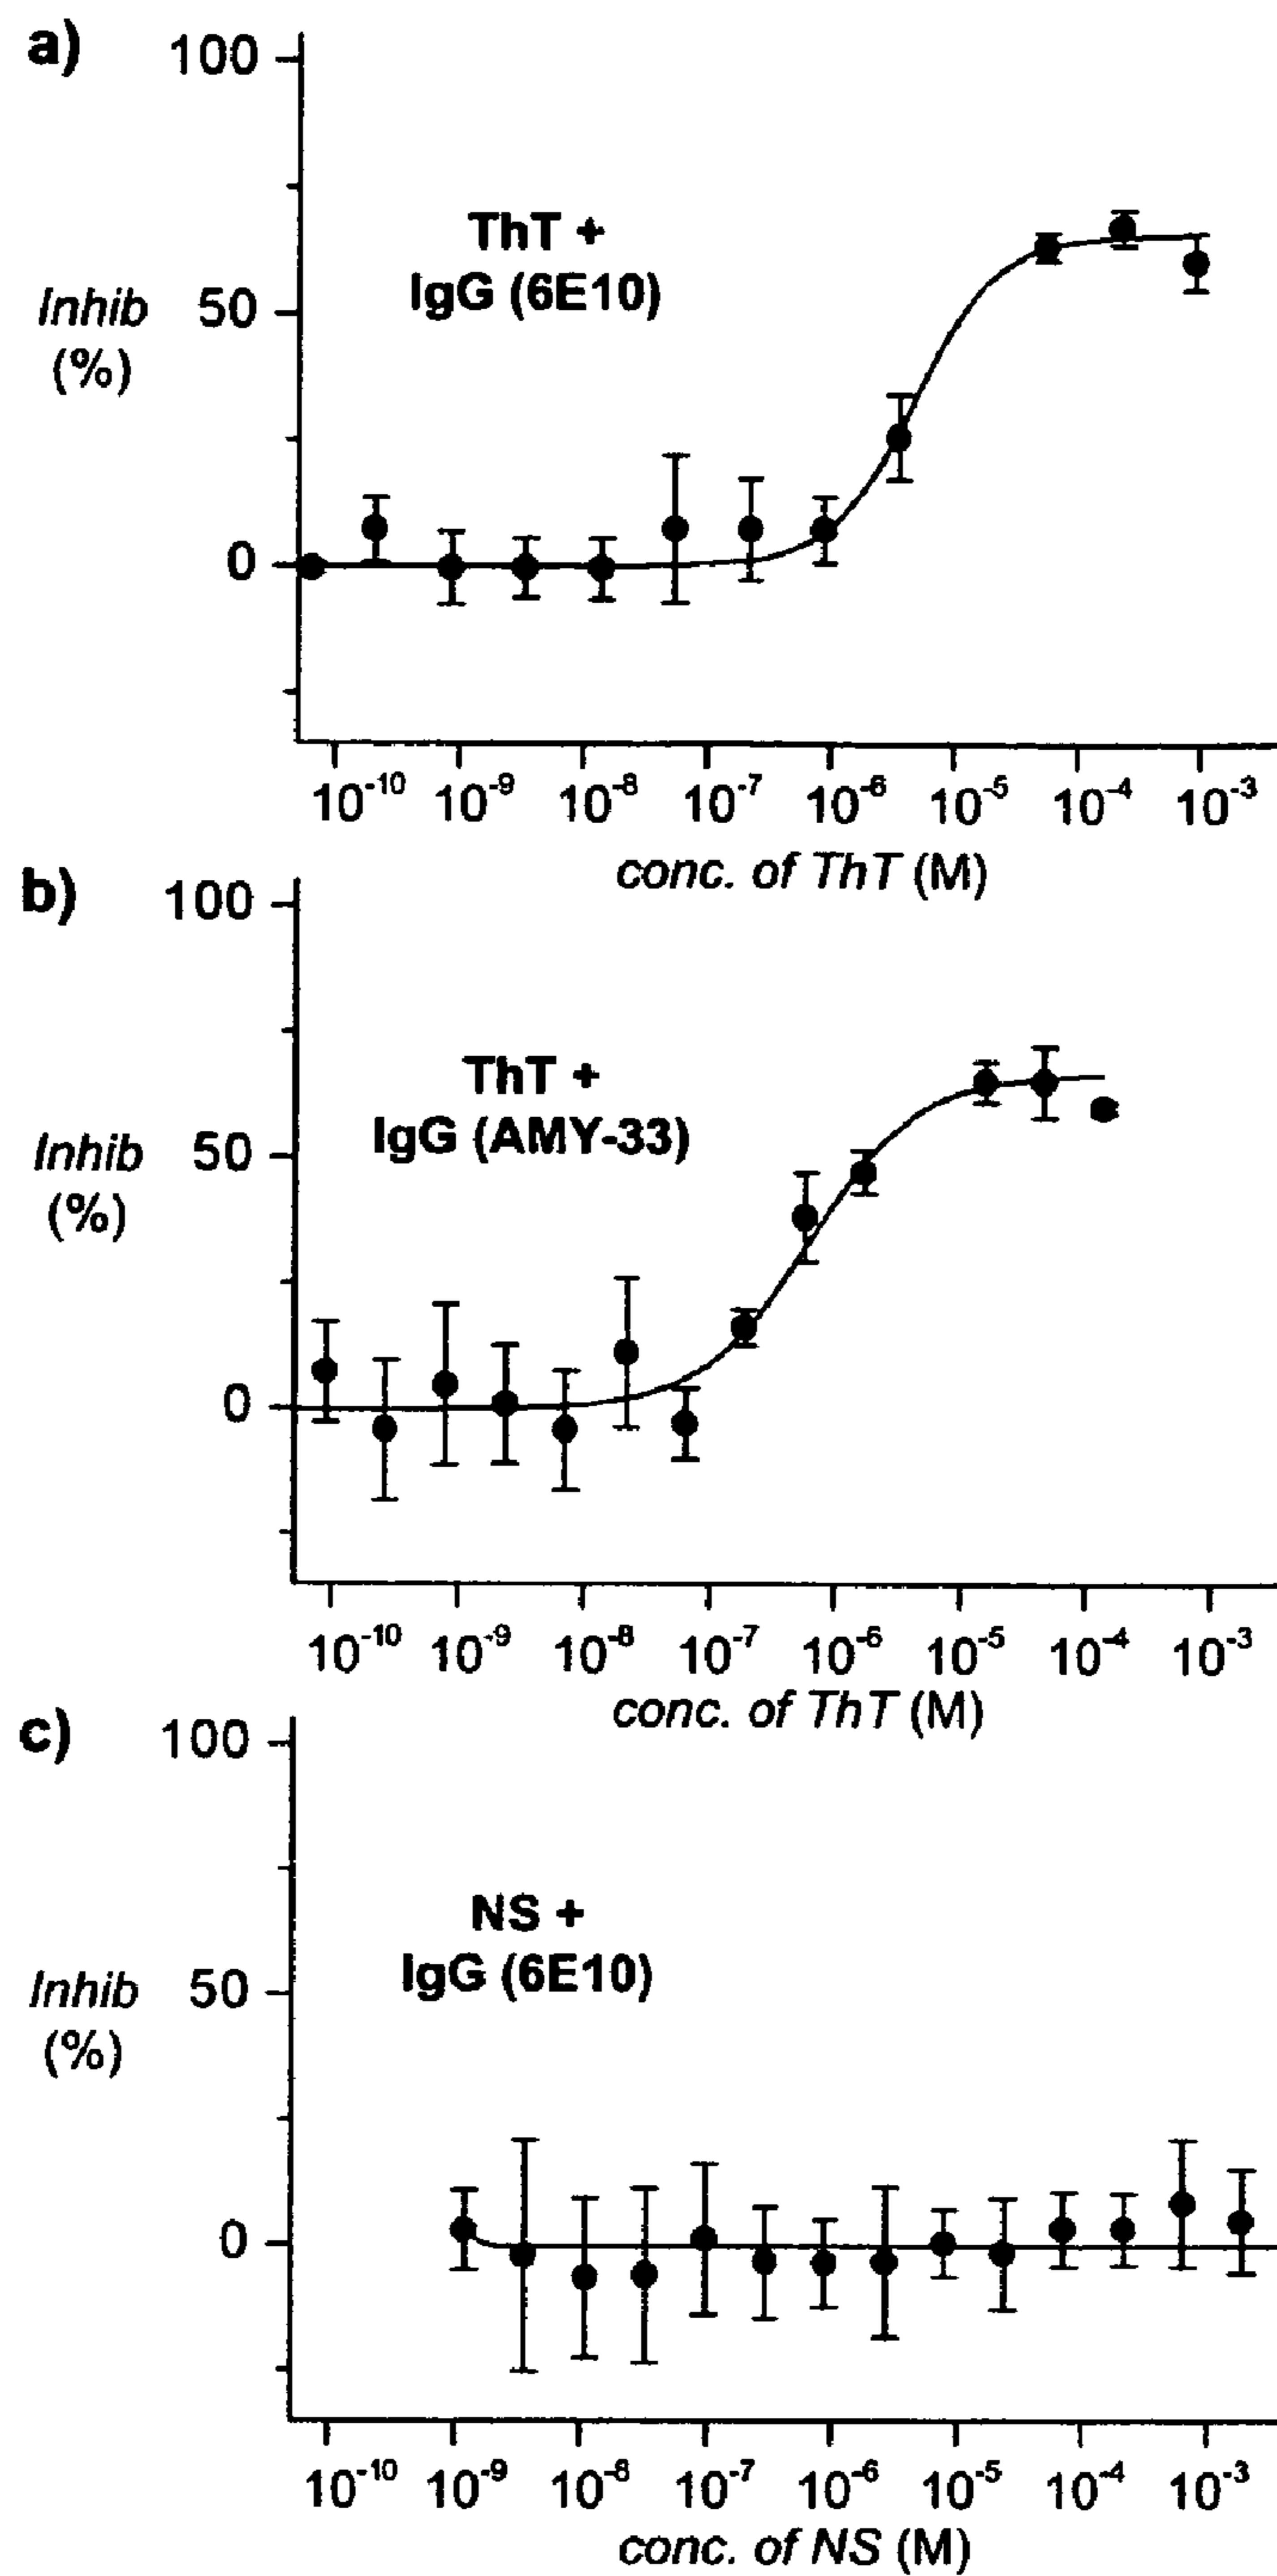 a)
100
ThT +
IgG (6E10)
Inhib
(%)
50
0
10⁻¹⁰ 10⁻⁹ 10⁻⁸ 10⁻⁷ 10⁻⁶ 10⁻⁵ 10⁻⁴ 10⁻³
conc. of ThT (M)
b)
100
ThT +
IgG (AMY-33)
Inhib
(%)
50
0
10⁻¹⁰ 10⁻⁹ 10⁻⁸ 10⁻⁷ 10⁻⁶ 10⁻⁵ 10⁻⁴ 10⁻³
conc. of ThT (M)
c)
100
NS +
IgG (6E10)
Inhib
(%)
50
0
10⁻¹⁰ 10⁻⁹ 10⁻⁸ 10⁻⁷ 10⁻⁶ 10⁻⁵ 10⁻⁴ 10⁻³
conc. of NS (M)